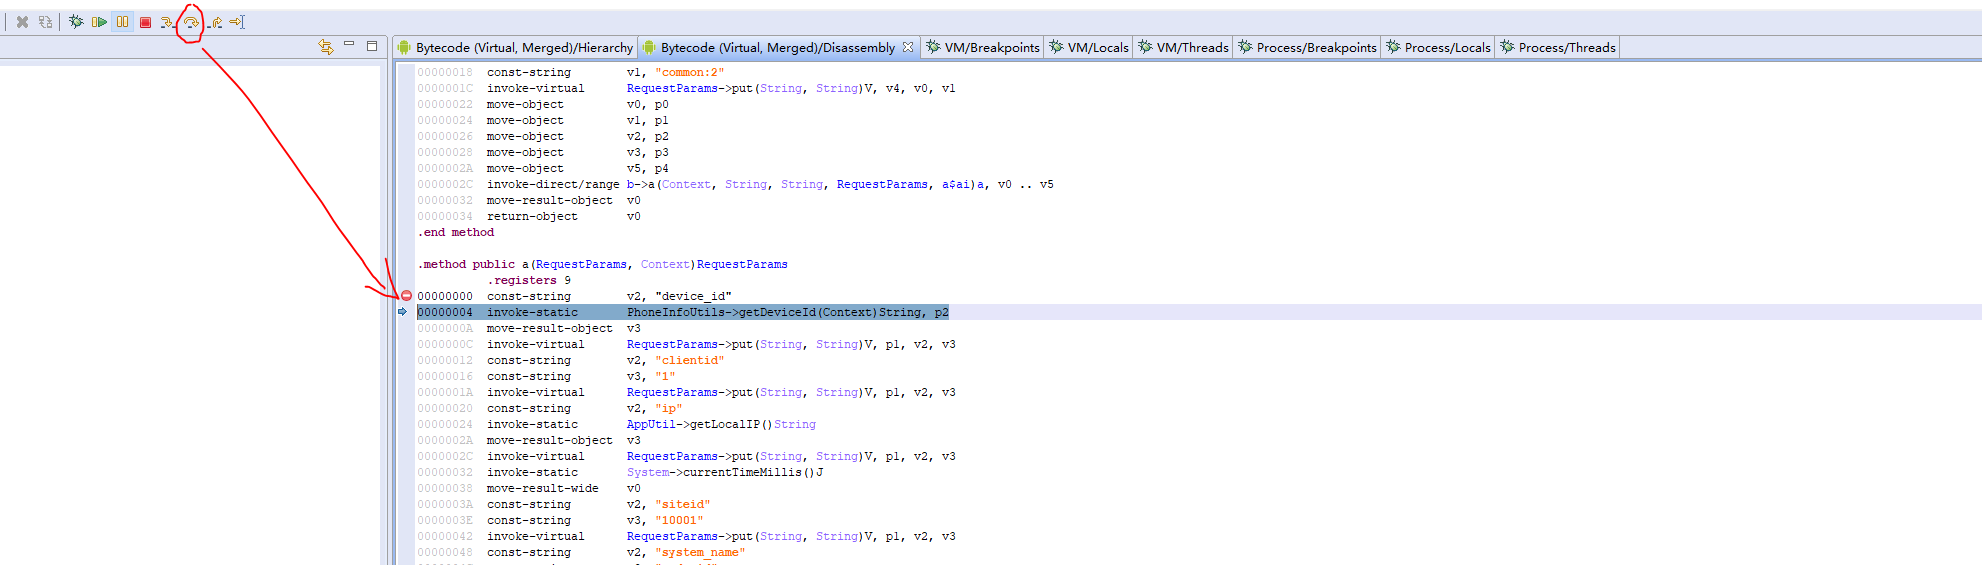 Bytecode (Virtual, Merged)/Hierarchy Bytecode (Virtual, Merged)/Disassembly VM/Breakpoints VM/Locals VM/Threads Process/Breakpoints Process/Locals Process/Threads
00000018 const-string v1, "common:2"
0000001C invoke-virtual RequestParams->put(String, String)V, v4, v0, v1
00000022 move-object v0, p0
00000024 move-object v1, p1
00000026 move-object v2, p2
00000028 move-object v3, p3
0000002A move-object v5, p4
0000002C invoke-direct/range b->a(Context, String, String, RequestParams, a$ai)a, v0 .. v5
00000032 move-result-object v0
00000034 return-object v0
.end method
.method public a(RequestParams, Context)RequestParams
.registers 9
00000000 const-string v2, "device_id"
00000004 invoke-static PhoneInfoUtils->getDeviceId(Context)String, p2
0000000A move-result-object v3
0000000C invoke-virtual RequestParams->put(String, String)V, p1, v2, v3
00000012 const-string v2, "clientid"
00000016 const-string v3, "1"
0000001A invoke-virtual RequestParams->put(String, String)V, p1, v2, v3
00000020 const-string v2, "ip"
00000024 invoke-static AppUtil->getLocalIP()String
0000002A move-result-object v3
0000002C invoke-virtual RequestParams->put(String, String)V, p1, v2, v3
00000032 invoke-static System->currentTimeMillis()J
00000038 move-result-wide v0
0000003A const-string v2, "siteid"
0000003E const-string v3, "10001"
00000042 invoke-virtual RequestParams->put(String, String)V, p1, v2, v3
00000048 const-string v2, "system_name"